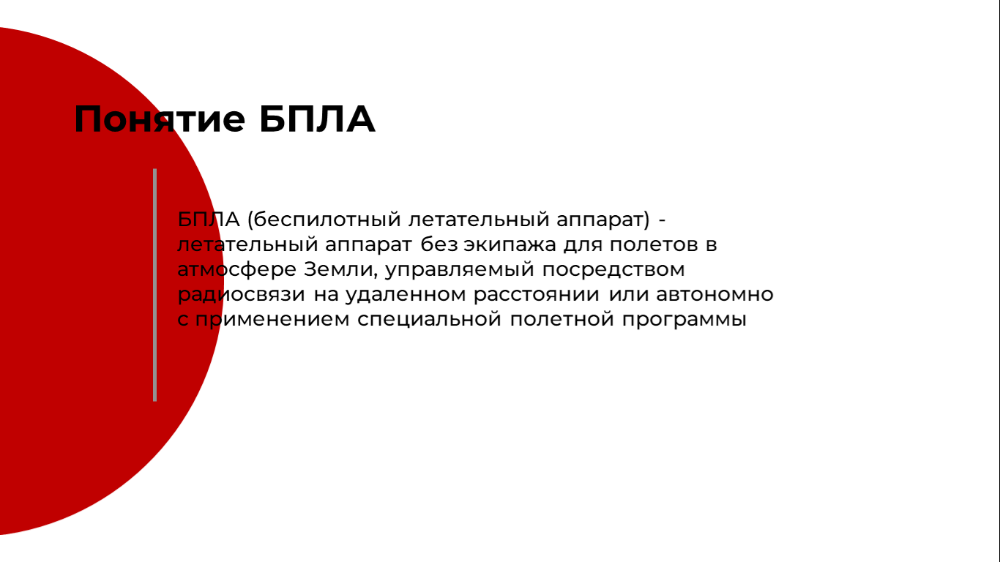 Понятие БПЛА
БПЛА (беспилотный летательный аппарат) -
летательный аппарат без экипажа для полетов в
атмосфере Земли, управляемый посредством
радиосвязи на удаленном расстоянии или автономно
с применением специальной полетной программы